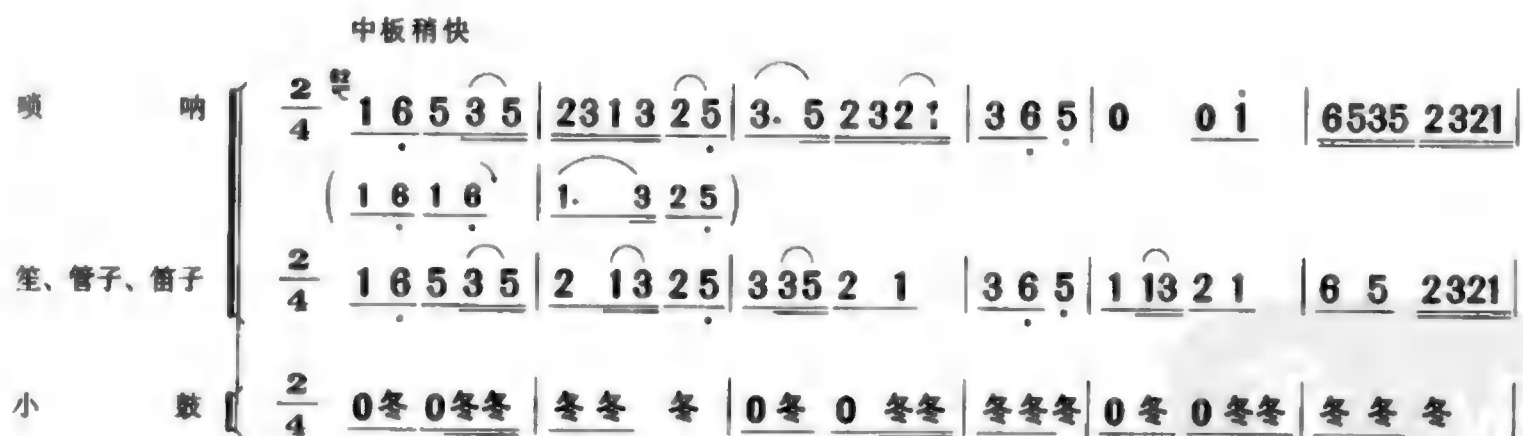 中板稍快
唢 呐 2/4 1 6 5 3 5 | 2313 2 5 | 3. 5 2321 | 3 6 5 | 0 0 i | 6535 2321 |
( 1 6 1 6 | 1. 3 2 5 )
笙、管子、笛子 2/4 1 6 5 3 5 | 2 13 2 5 | 3 35 2 1 | 3 6 5 | 1 13 2 1 | 6 5 2321 |
小 鼓 2/4 0冬 0冬冬 | 冬冬 冬 | 0冬 0 冬冬 | 冬冬冬 | 0冬 0冬冬 | 冬冬冬 |